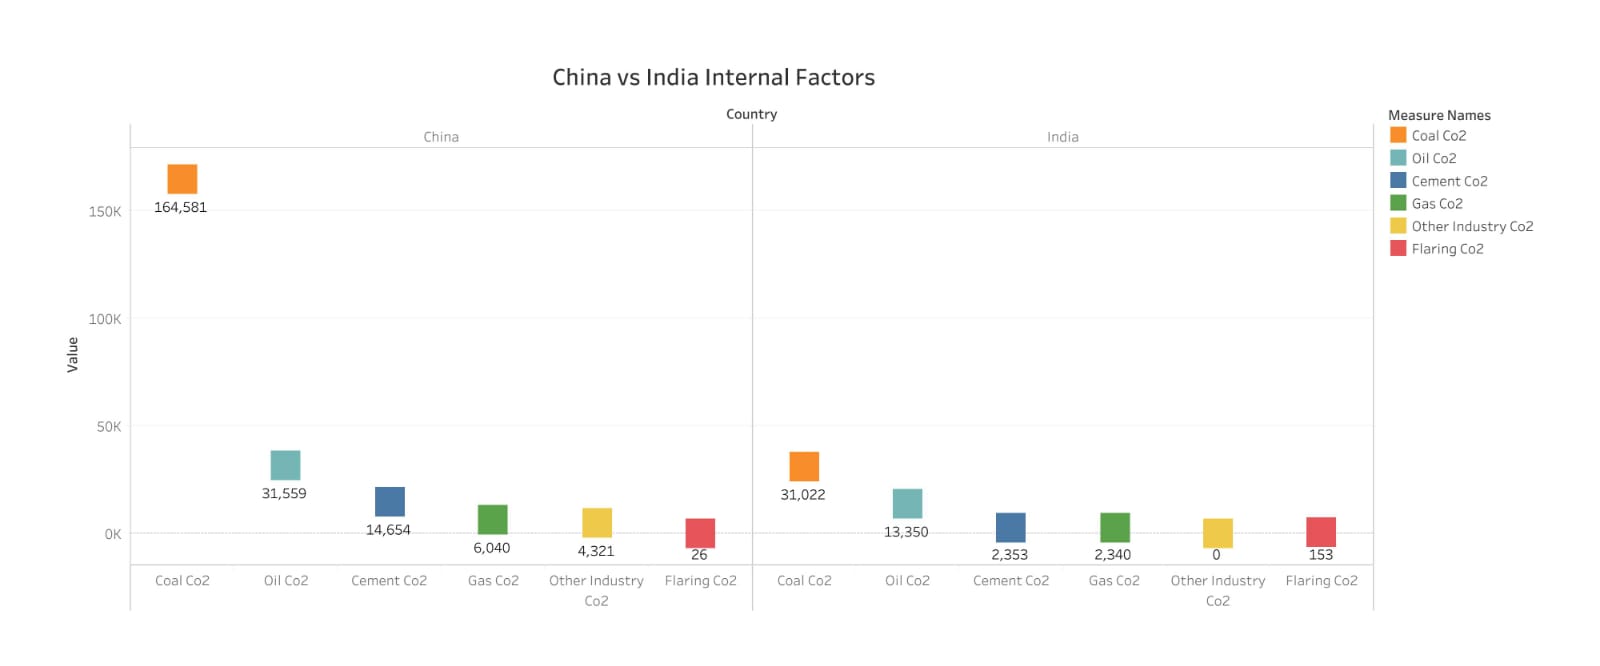 China vs India Internal Factors
Country
China
India
Measure Names
Coal Co2
Oil Co2
Cement Co2
Gas Co2
Other Industry Co2
Flaring Co2
Value
150K
100K
50K
0K
164,581
31,559
14,654
6,040
4,321
26
31,022
13,350
2,353
2,340
0
153
Coal Co2
Oil Co2
Cement Co2
Gas Co2
Other Industry
Co2
Flaring Co2
Coal Co2
Oil Co2
Cement Co2
Gas Co2
Other Industry
Co2
Flaring Co2